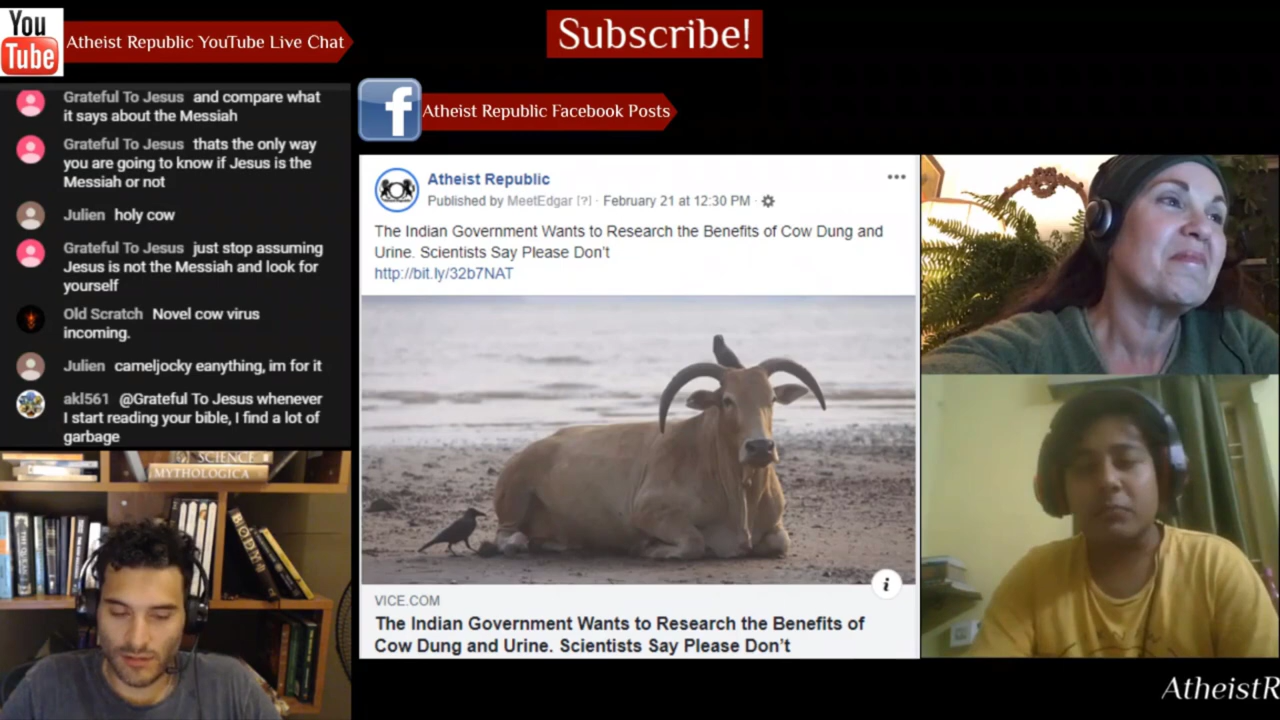 You
Tube
Atheist Republic YouTube Live Chat
Subscribe!
Grateful To Jesus and compare what
it says about the Messiah
Grateful To Jesus thats the only way
you are going to know if Jesus is the
Messiah or not
Julien holy cow
Grateful To Jesus just stop assuming
Jesus is not the Messiah and look for
yourself
Old Scratch Novel cow virus
incoming.
Julien cameljocky eanything, im for it
akl561 @Grateful To Jesus whenever
I start reading your bible, I find a lot of
garbage
f
Atheist Republic Facebook Posts
Atheist Republic
Published by MeetEdgar [?] · February 21 at 12:30 PM ·
The Indian Government Wants to Research the Benefits of Cow Dung and
Urine. Scientists Say Please Don't
http://bit.ly/32b7NAT
i
VICE.COM
The Indian Government Wants to Research the Benefits of
Cow Dung and Urine. Scientists Say Please Don't
SCIENCE
MYTHOLOGICA
BODY
AtheistR